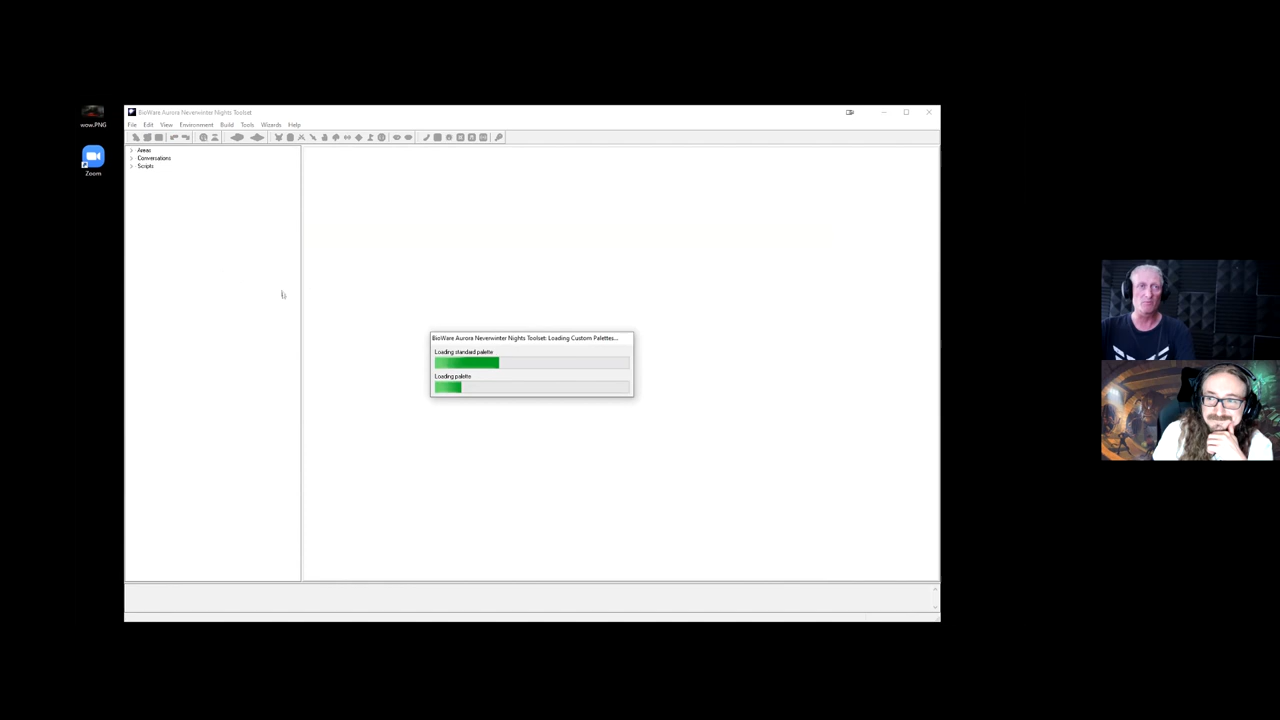 wow.PNG
Zoom
BioWare Aurora Neverwinter Nights Toolset
File Edit View Environment Build Tools Wizards Help
Areas
Conversations
Scripts
BioWare Aurora Neverwinter Nights Toolset: Loading Custom Palettes...
Loading standard palette
Loading palette